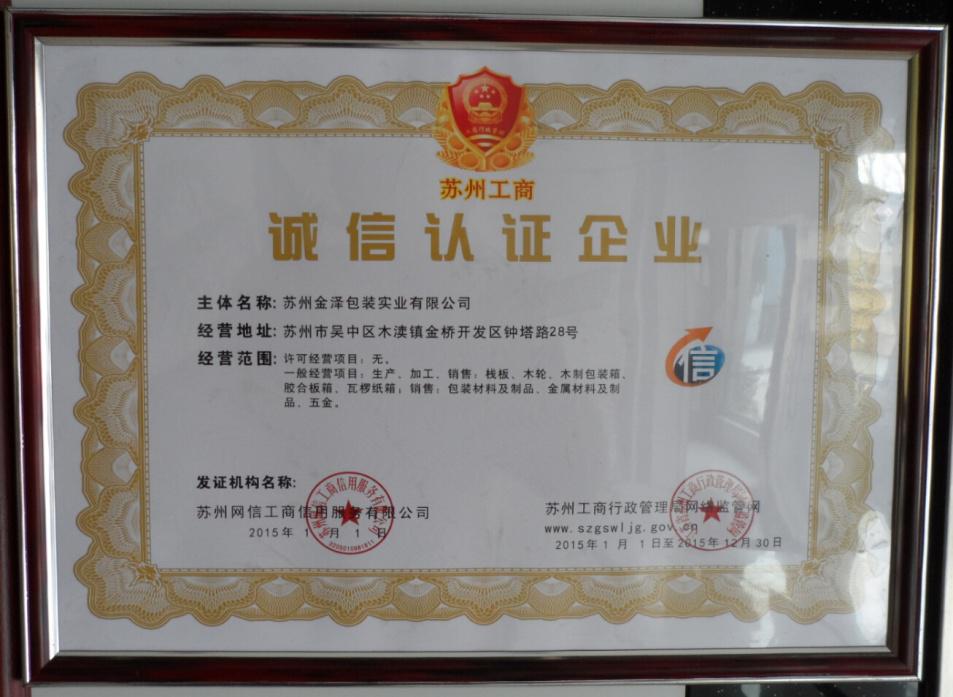 苏州工商
诚信认证企业
主体名称: 苏州金泽包装实业有限公司
经营地址: 苏州市吴中区木渎镇金桥开发区钟塔路28号
经营范围: 许可经营项目：无。
一般经营项目：生产、加工、销售：栈板、木轮、木制包装箱、
胶合板箱、瓦楞纸箱；销售：包装材料及制品、金属材料及制
品、五金。
信
发证机构名称:
苏州网信工商信用服务有限公司
2015年 1 月 1 日
苏州工商行政管理局网络监管网
www.szgswljg.gov.cn
2015年 1 月 1 日至 2015年 12 月 30 日